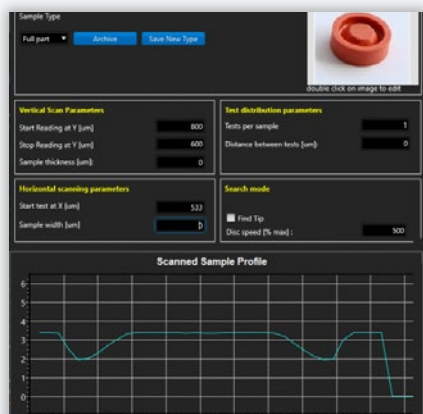 Sample Type
Full part
Archive
Save New Type
double click on image to edit
Vertical Scan Parameters
Start Reading at Y [um]
800
Stop Reading at Y [um]
600
Sample thickness [um]:
0
Test distribution parameters
Tests per sample
1
Distance between tests [um]:
0
Horizontal scanning parameters
Start test at X [um]
533
Sample width [um]
Search mode
Find Tip
Disc speed [% max] :
500
Scanned Sample Profile
6
5
4
3
2
1
0